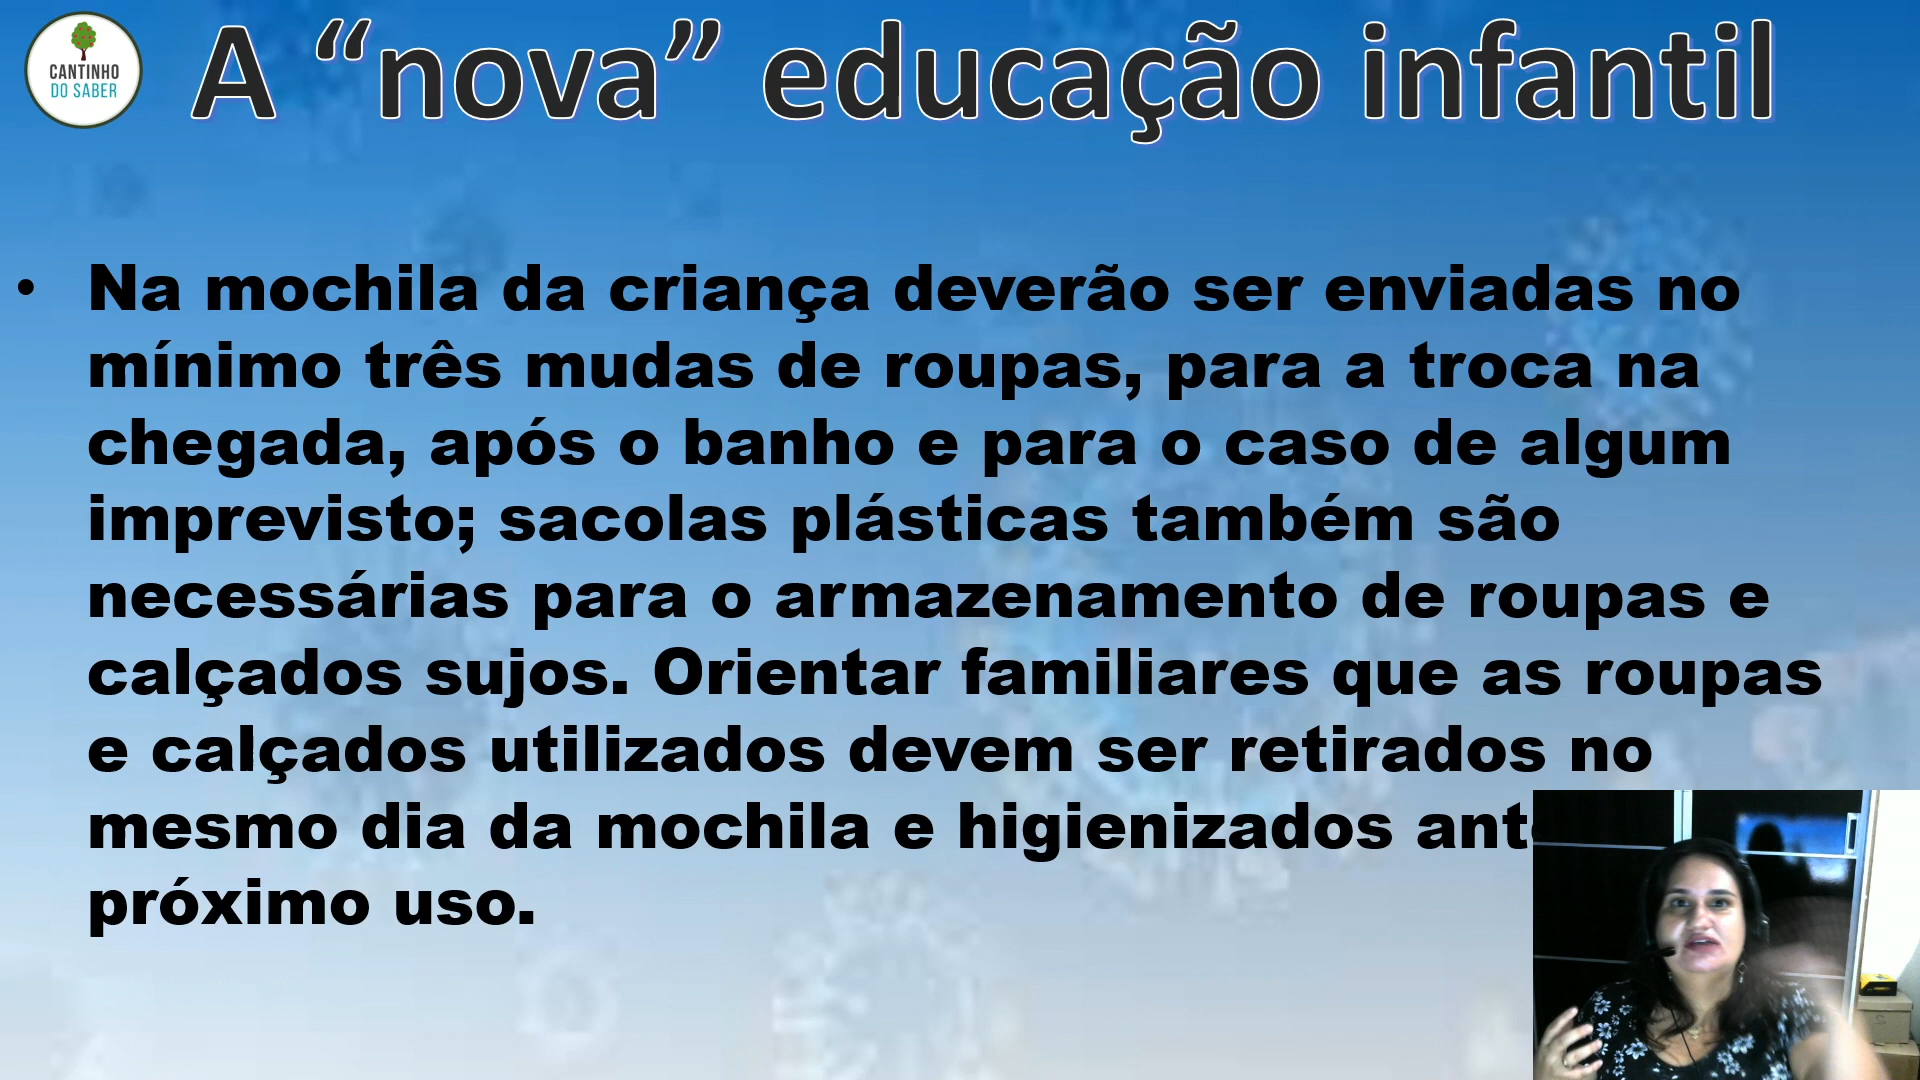 CANTINHO
DO SABER
A “nova” educação infantil
• Na mochila da criança deverão ser enviadas no
mínimo três mudas de roupas, para a troca na
chegada, após o banho e para o caso de algum
imprevisto; sacolas plásticas também são
necessárias para o armazenamento de roupas e
calçados sujos. Orientar familiares que as roupas
e calçados utilizados devem ser retirados no
mesmo dia da mochila e higienizados
próximo uso.